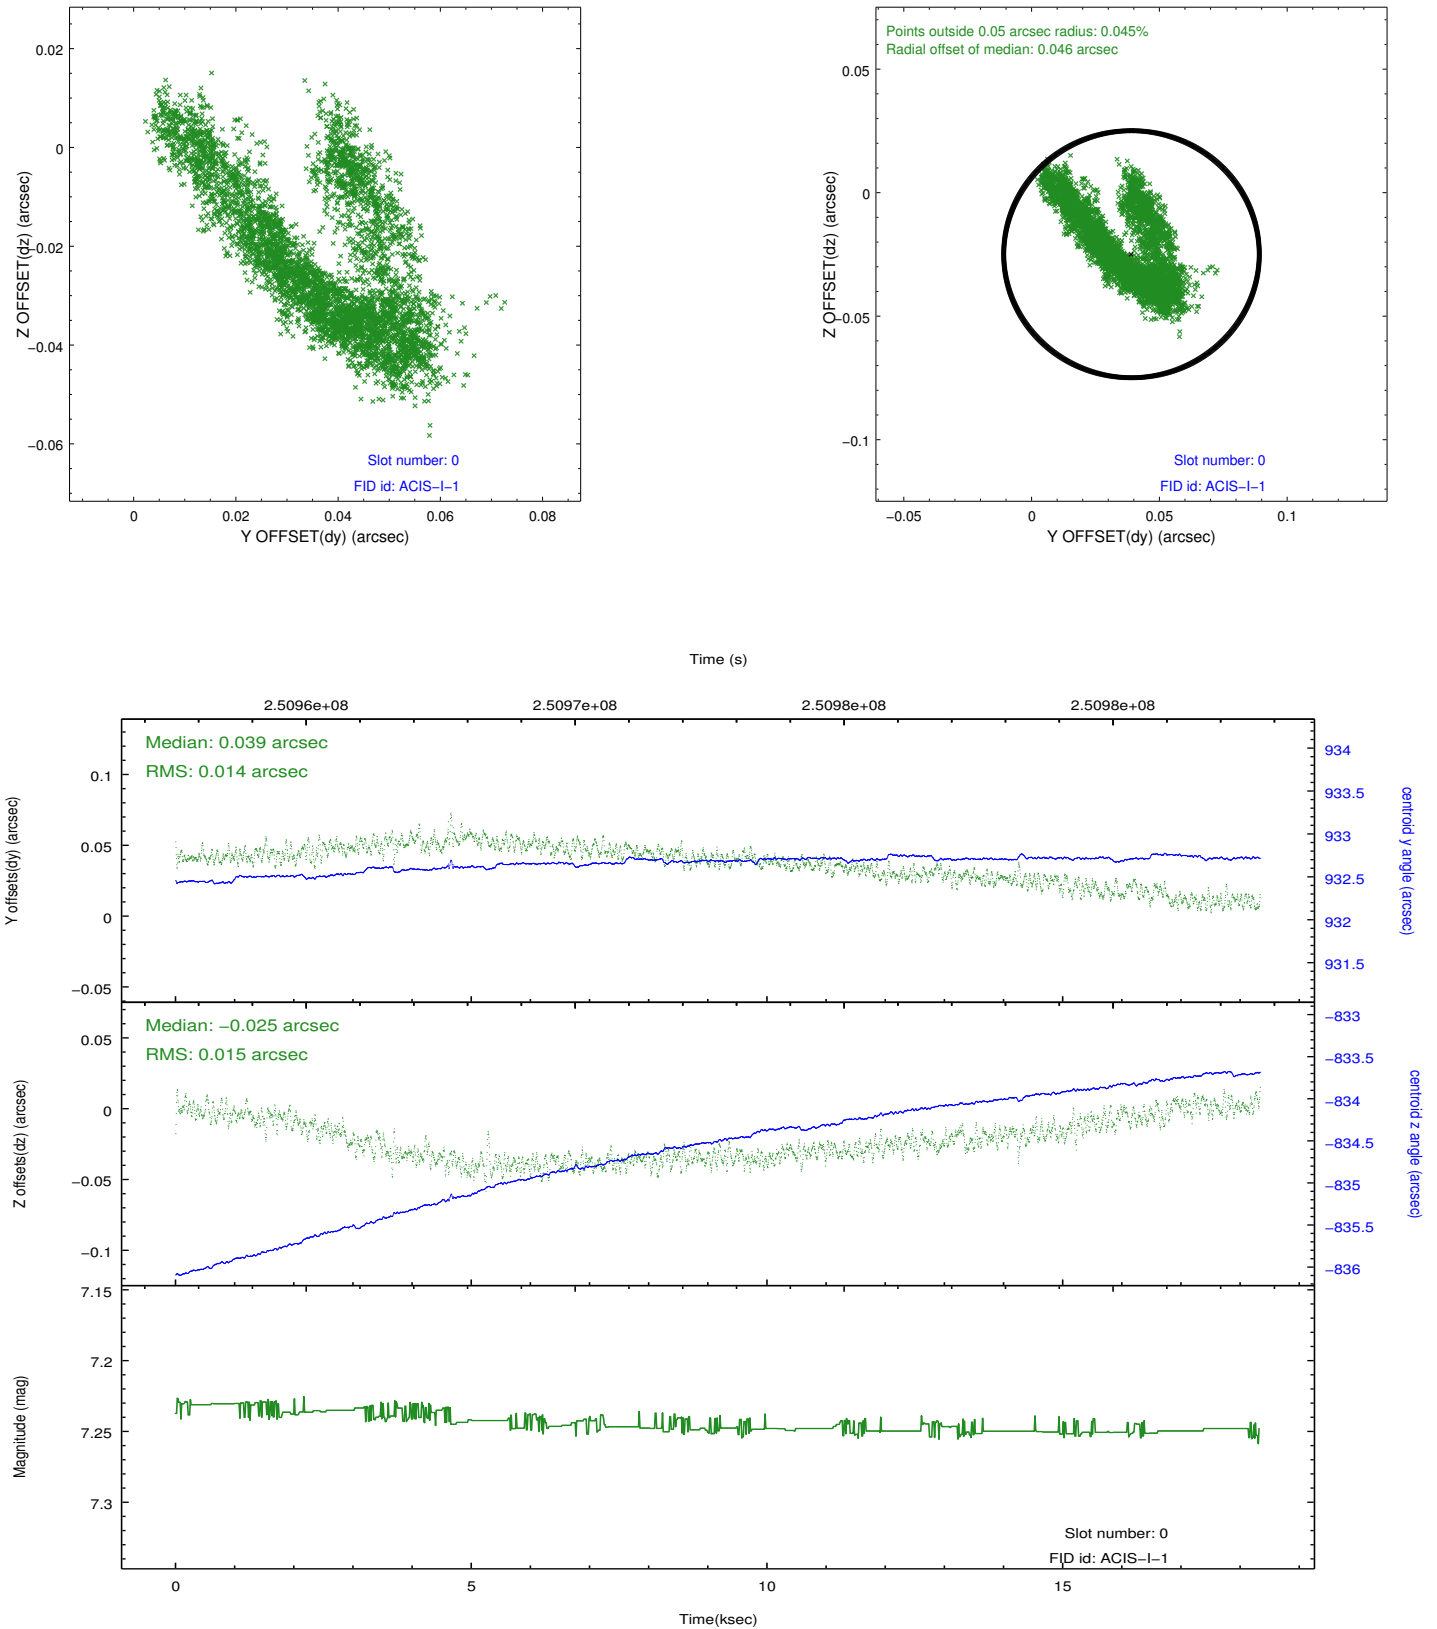 0.02
0
−0.02
−0.04
−0.06
Z OFFSET(dz) (arcsec)
Slot number: 0
FID id: ACIS−I−1
0 0.02 0.04 0.06 0.08
Y OFFSET(dy) (arcsec)
Points outside 0.05 arcsec radius: 0.045%
Radial offset of median: 0.046 arcsec
0.05
0
−0.05
−0.1
Z OFFSET(dz) (arcsec)
Slot number: 0
FID id: ACIS−I−1
−0.05 0 0.05 0.1
Y OFFSET(dy) (arcsec)
Time (s)
2.5096e+08 2.5097e+08 2.5098e+08 2.5098e+08
Median: 0.039 arcsec
RMS: 0.014 arcsec
0.1
0.05
0
−0.05
Y offsets(dy) (arcsec)
934
933.5
933
932.5
932
931.5
centroid y angle (arcsec)
Median: −0.025 arcsec
RMS: 0.015 arcsec
0.05
0
−0.05
−0.1
Z offsets(dz) (arcsec)
−833
−833.5
−834
−834.5
−835
−835.5
−836
centroid z angle (arcsec)
7.15
7.2
7.25
7.3
Magnitude (mag)
Slot number: 0
FID id: ACIS−I−1
0 5 10 15
Time(ksec)